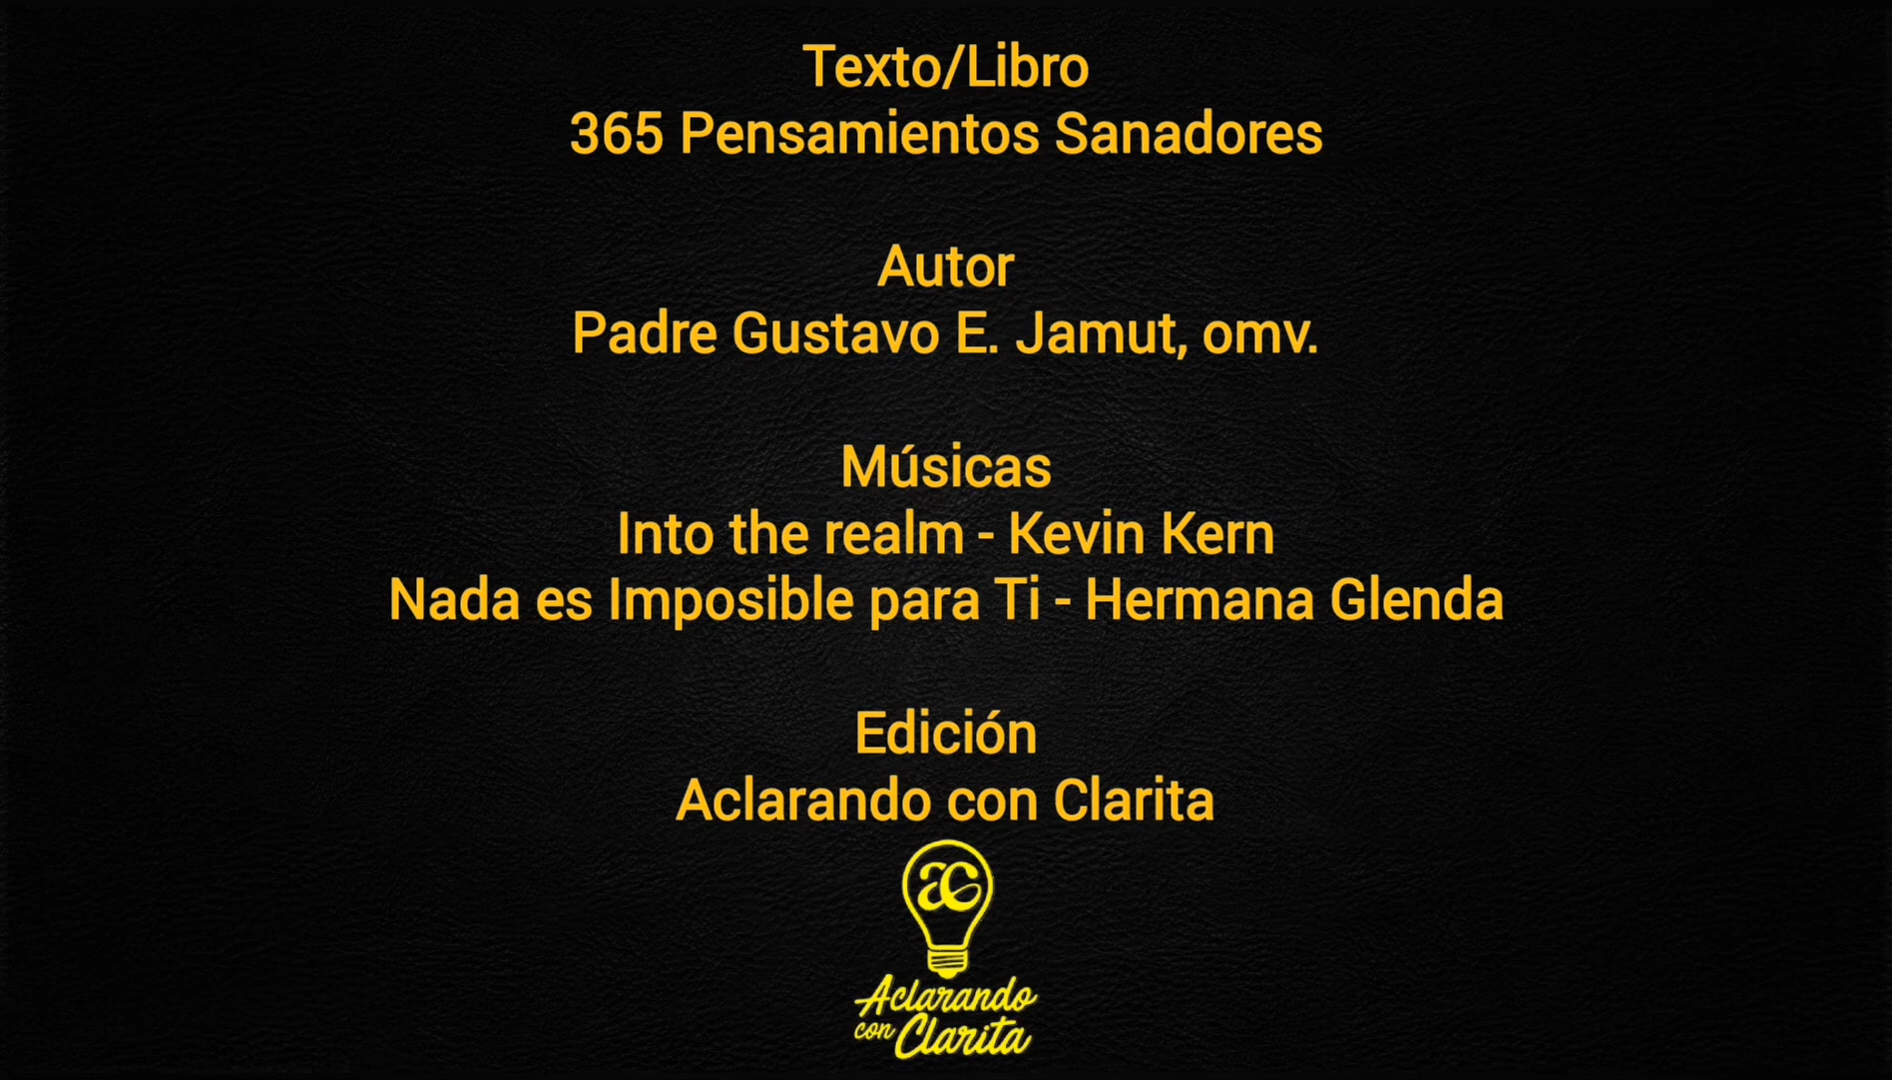 Texto/Libro
365 Pensamientos Sanadores
Autor
Padre Gustavo E. Jamut, omv.
Músicas
Into the realm - Kevin Kern
Nada es Imposible para Ti - Hermana Glenda
Edición
Aclarando con Clarita
ac
Aclarando
con Clarita